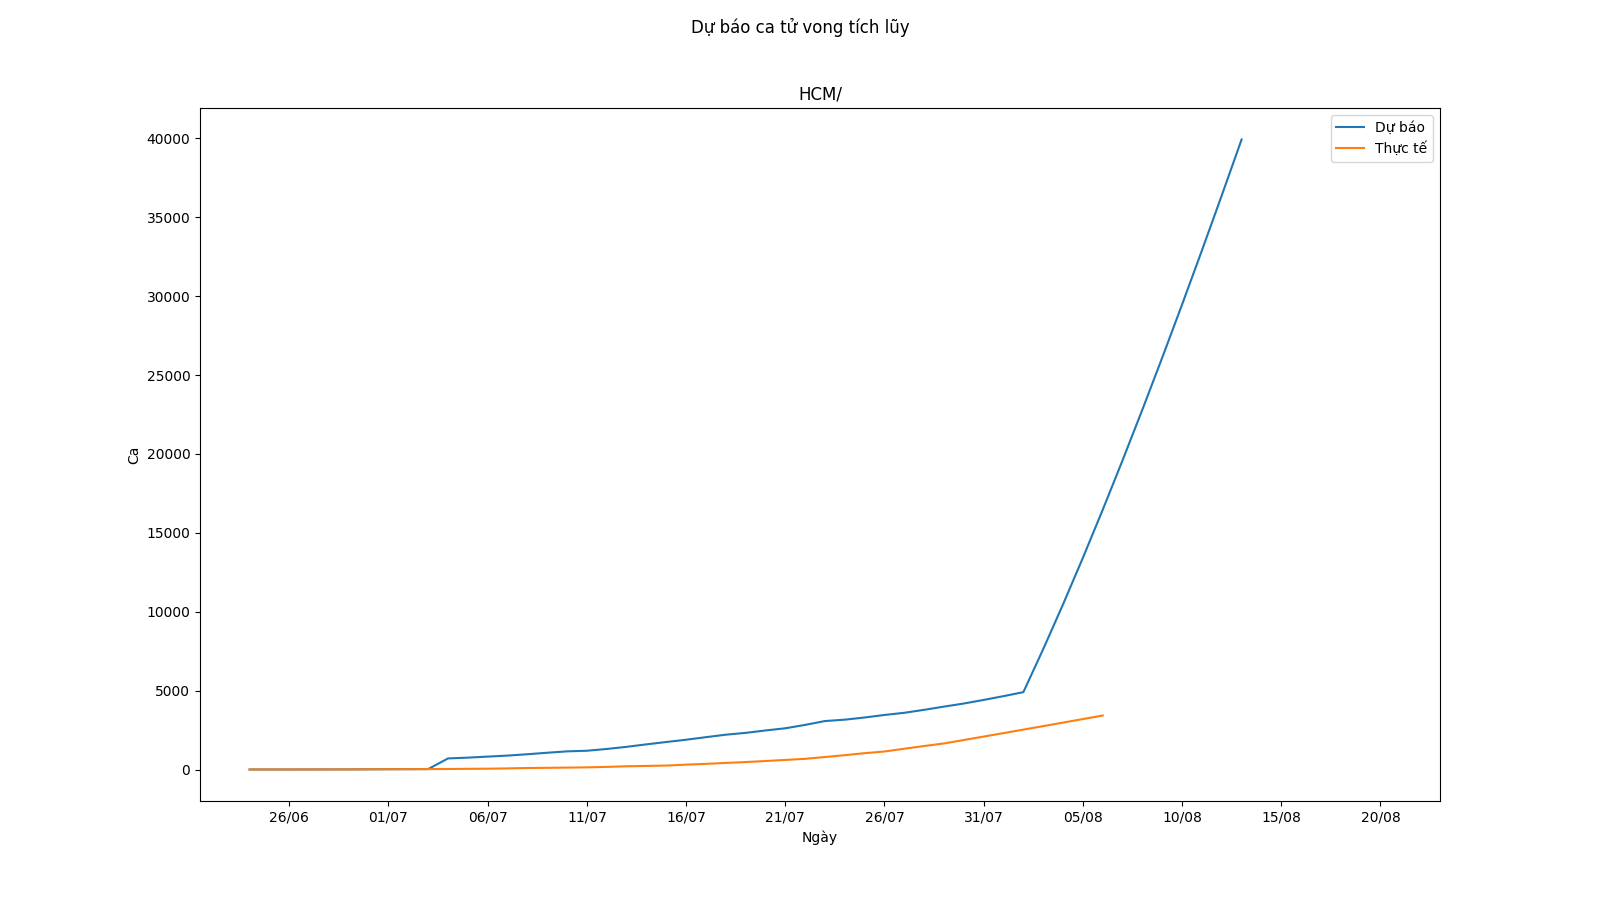 Dự báo ca tử vong tích lũy
HCM/
Dự báo
Thực tế
40000
35000
30000
25000
20000
15000
10000
5000
0
Ca
26/06 01/07 06/07 11/07 16/07 21/07 26/07 31/07 05/08 10/08 15/08 20/08
Ngày